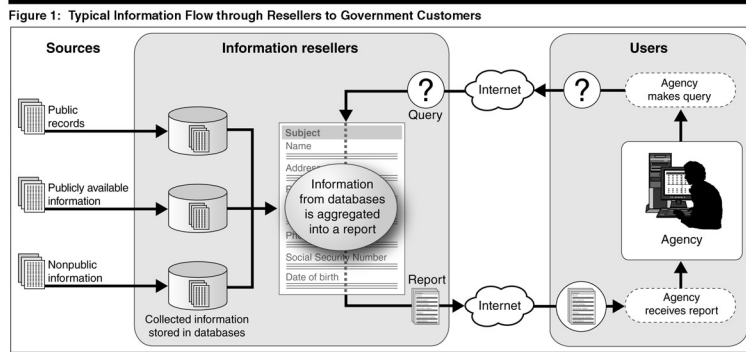 Figure 1: Typical Information Flow through Resellers to Government Customers
Sources
Information resellers
Users
Public
records
Publicly available
information
Nonpublic
information
Collected information
stored in databases
Subject
Name
Address
Information
from databases
is aggregated
into a report
Social Security Number
Date of birth
?
Query
Internet
?
Agency
makes query
Agency
Report
Internet
Agency
receives report